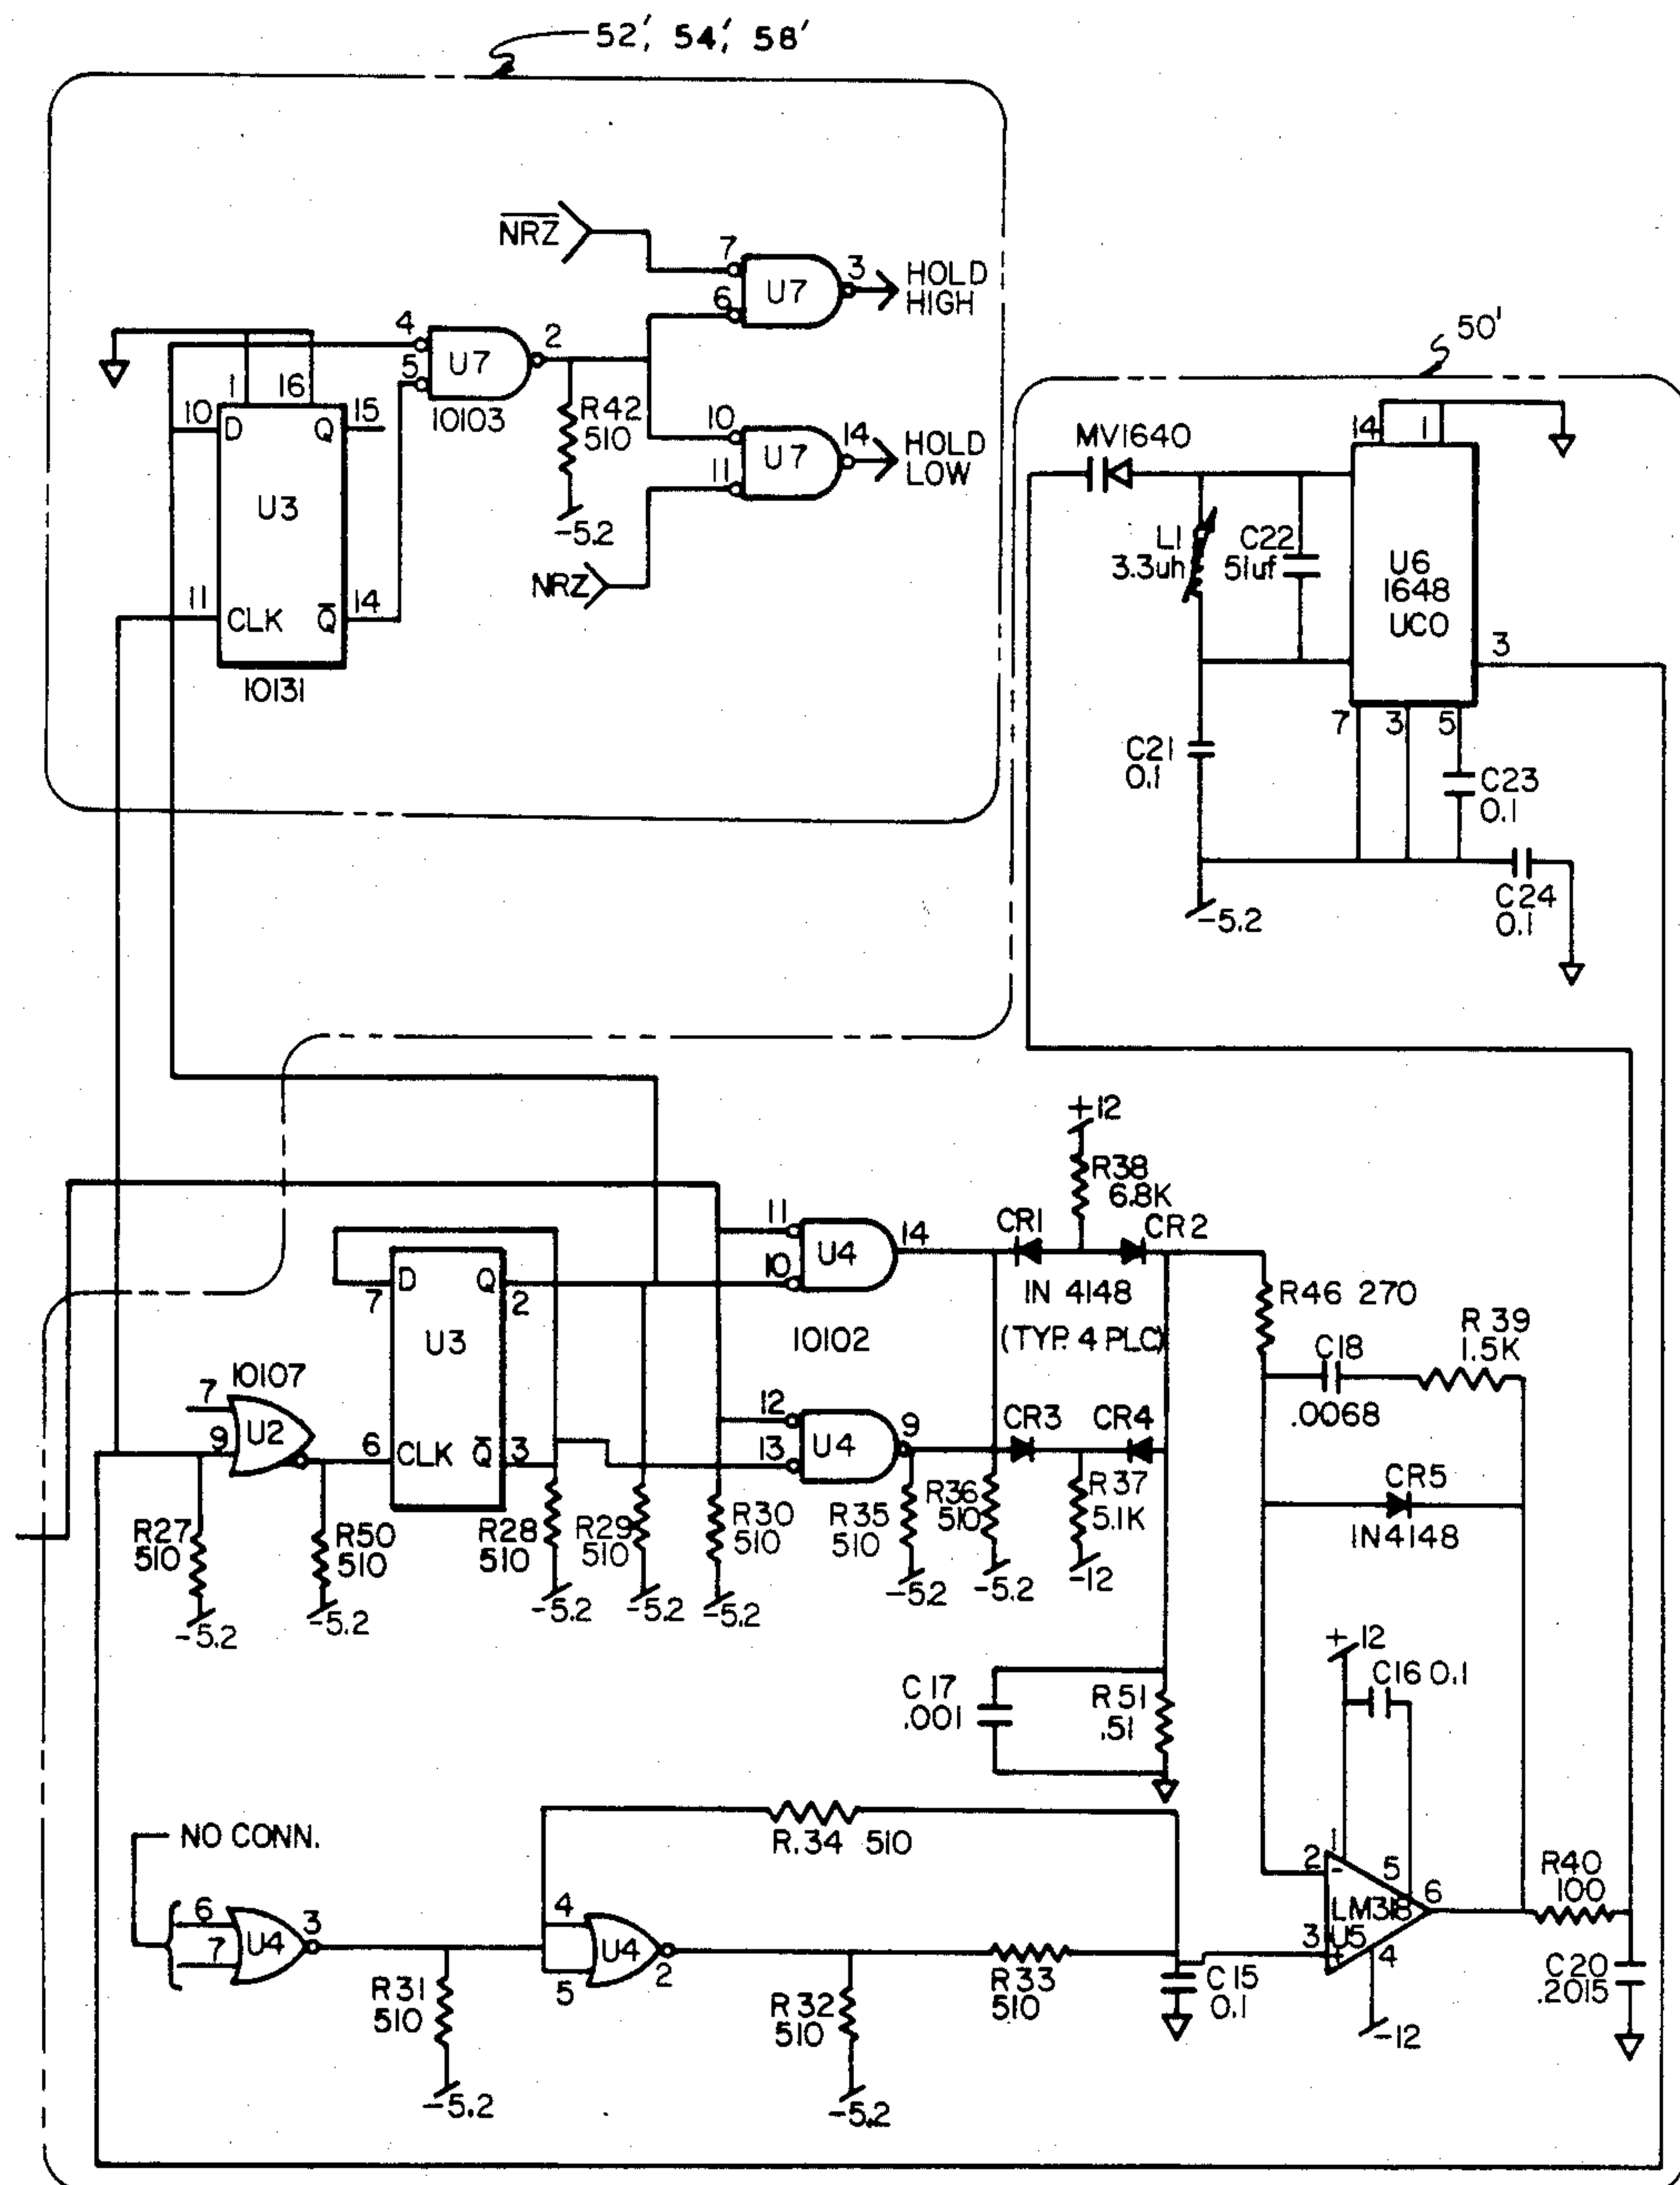 52', 54', 58'
NRZ
7
6
U7
3
HOLD
HIGH
4
5
U7
2
10103
1
16
10
D
Q
15
U3
11
CLK
Q
14
10131
R42
510
-5.2
10
11
U7
14
HOLD
LOW
NRZ
50'
MV1640
14
1
L1
3.3uh
C22
51uf
U6
1648
UCO
3
7
3
5
C21
0.1
C23
0.1
C24
0.1
-5.2
+12
R38
6.8K
11
10
U4
14
CR1
CR2
1N 4148
(TYP. 4 PLC)
10102
D
Q
7
2
U3
6
CLK
Q
3
10107
7
9
U2
R27
510
-5.2
R50
510
-5.2
R28
510
-5.2
R29
510
-5.2
R30
510
-5.2
12
13
U4
9
R35
510
-5.2
R36
510
-5.2
CR3
CR4
R37
5.1K
-12
R46 270
C18
.0068
R39
1.5K
CR5
1N4148
C17
.001
R51
.51
+12
C16 0.1
NO CONN.
6
7
U4
3
R31
510
-5.2
R.34 510
4
5
U4
2
R32
510
-5.2
R33
510
C15
0.1
2
-
1
5
6
LM318
U5
3
+
4
-12
R40
100
C20
.2015